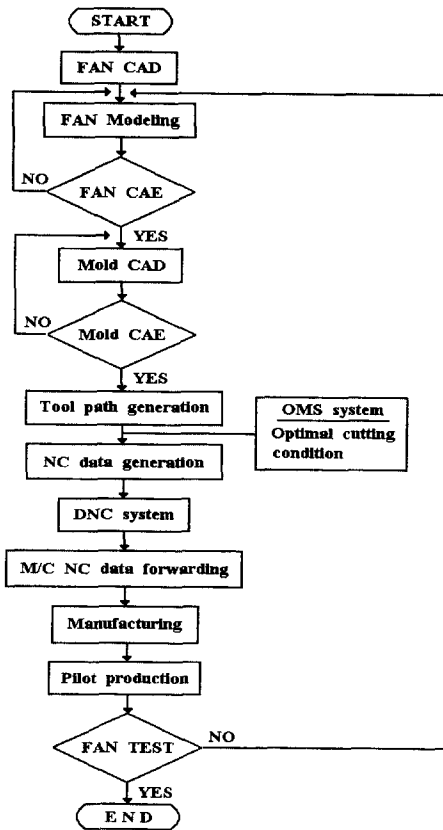 START
FAN CAD
FAN Modeling
NO
FAN CAE
YES
Mold CAD
NO
Mold CAE
YES
Tool path generation
OMS system
Optimal cutting
condition
NC data generation
DNC system
M/C NC data forwarding
Manufacturing
Pilot production
NO
FAN TEST
YES
E N D